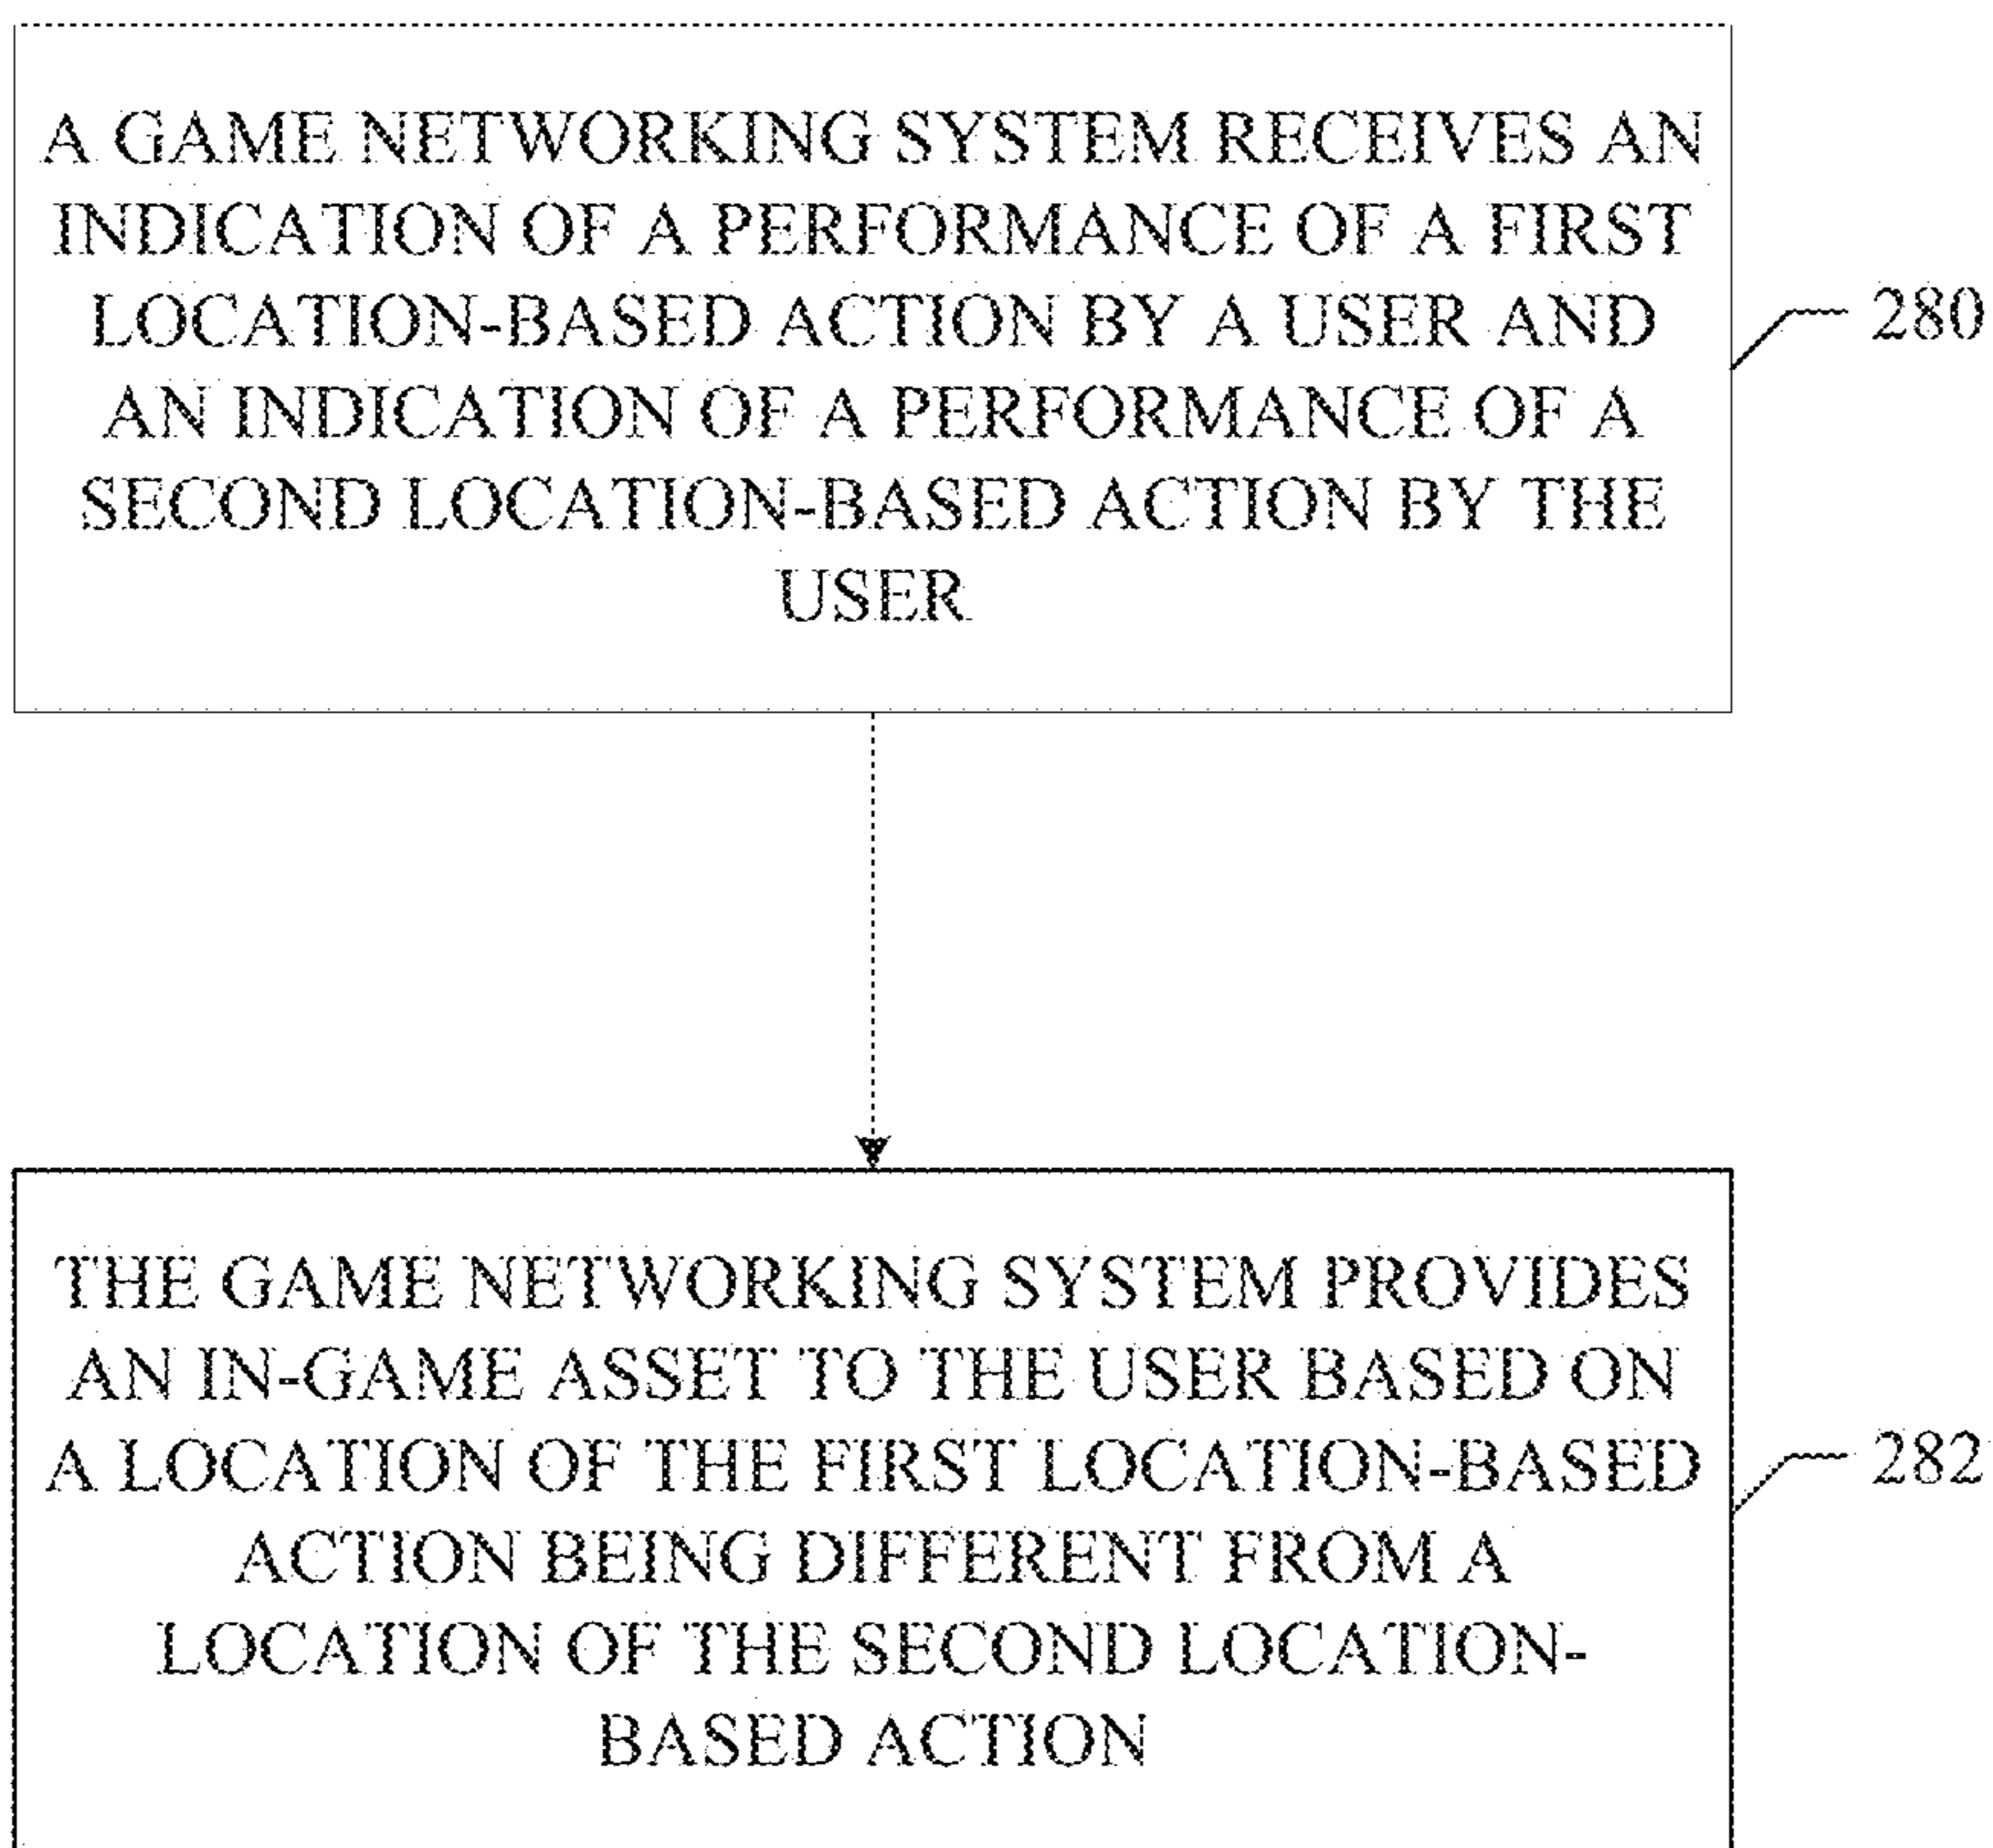 A GAME NETWORKING SYSTEM RECEIVES AN
INDICATION OF A PERFORMANCE OF A FIRST
LOCATION-BASED ACTION BY A USER AND
AN INDICATION OF A PERFORMANCE OF A
SECOND LOCATION-BASED ACTION BY THE
USER
280
THE GAME NETWORKING SYSTEM PROVIDES
AN IN-GAME ASSET TO THE USER BASED ON
A LOCATION OF THE FIRST LOCATION-BASED
ACTION BEING DIFFERENT FROM A
LOCATION OF THE SECOND LOCATION-
BASED ACTION
282